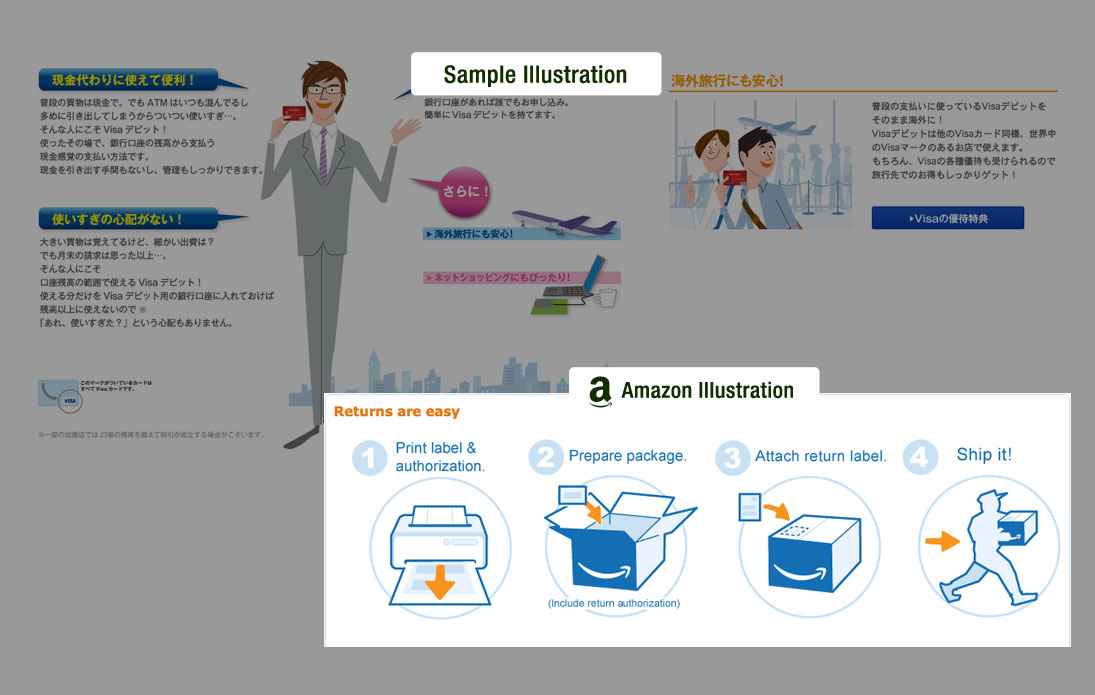 Sample Illustration
現金代わりに使えて便利！
普段の買物は現金で。でも ATM はいつも混んでるし
多めに引き出してしまうからついつい使いすぎ…。
そんな人にこそ Visa デビット！
使ったその場で、銀行口座の残高から支払う
現金感覚の支払い方法です。
現金を引き出す手間もないし、管理もしっかりできます。
使いすぎの心配がない！
大きい買物は覚えてるけど、細かい出費は？
でも月末の請求は思った以上…。
そんな人にこそ
口座残高の範囲で使える Visa デビット！
使える分だけを Visa デビット用の銀行口座に入れておけば
残高以上に使えないので ※
「あれ、使いすぎた？」という心配もありません。
このマークがついているカードは
すべて Visa カードです。
VISA
※一部の加盟店では、口座の残高を超えて取引が成立する場合がございます。
銀行口座があれば誰でもお申し込み。
簡単に Visa デビットを持てます。
さらに！
海外旅行にも安心！
ネットショッピングにもぴったり！
海外旅行にも安心！
普段の支払いに使っているVisaデビットを
そのまま海外に！
Visaデビットは他のVisaカード同様、世界中
のVisaマークのあるお店で使えます。
もちろん、Visaの各種優待も受けられるので
旅行先でのお得もしっかりゲット！
Visaの優待特典
a Amazon Illustration
Returns are easy
1 Print label &
authorization.
2 Prepare package.
(Include return authorization)
3 Attach return label.
4 Ship it!